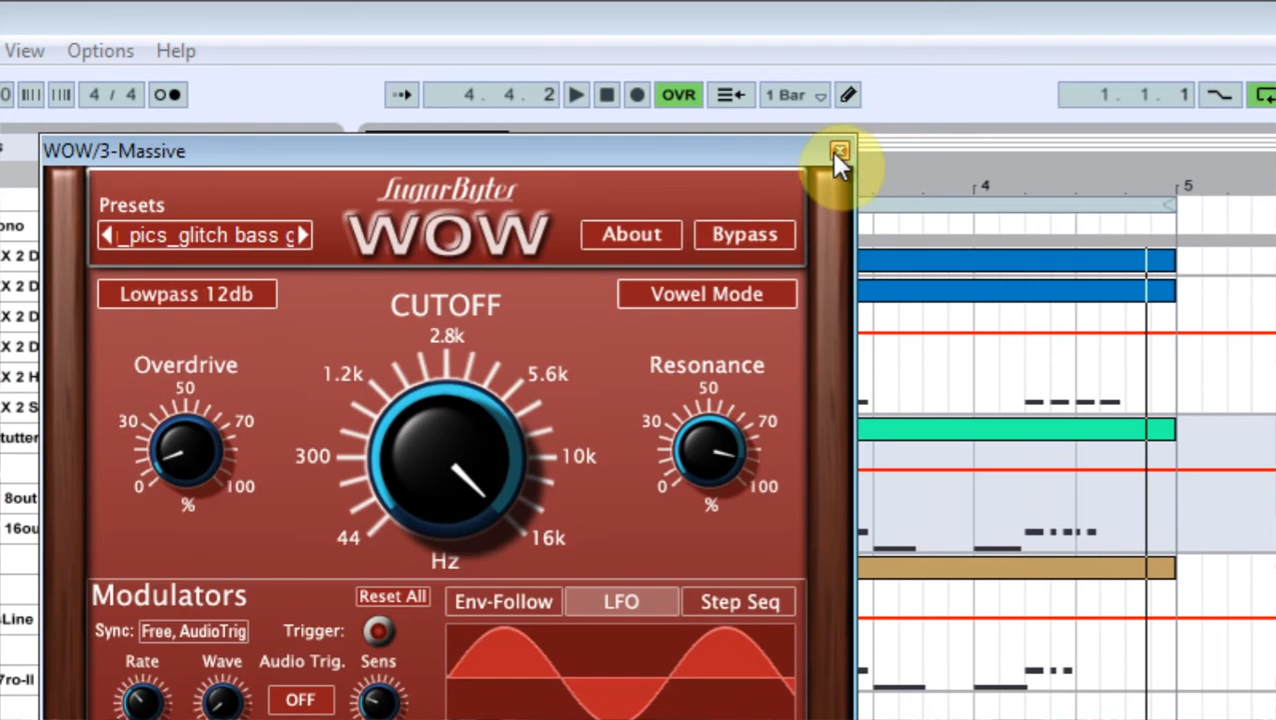 View Options Help
0 4 / 4 4. 4. 2 OVR 1 Bar 1. 1. 1
WOW/3-Massive
4 5
SugarBytes
WOW
Presets
_pics_glitch bass g
About Bypass
Lowpass 12db CUTOFF Vowel Mode
2.8k
1.2k 5.6k
300 10k
44 16k
Hz
Overdrive
50
30 70
0 100
%
Resonance
50
30 70
0 100
%
ono
X 2 D
X 2 D
X 2 D
X 2 D
X 2 H
X 2 S
tutter
8out
16ou
Line
7ro-II
Modulators Reset All Env-Follow LFO Step Seq
Sync: Free, AudioTrig Trigger:
Rate Wave Audio Trig. Sens
OFF